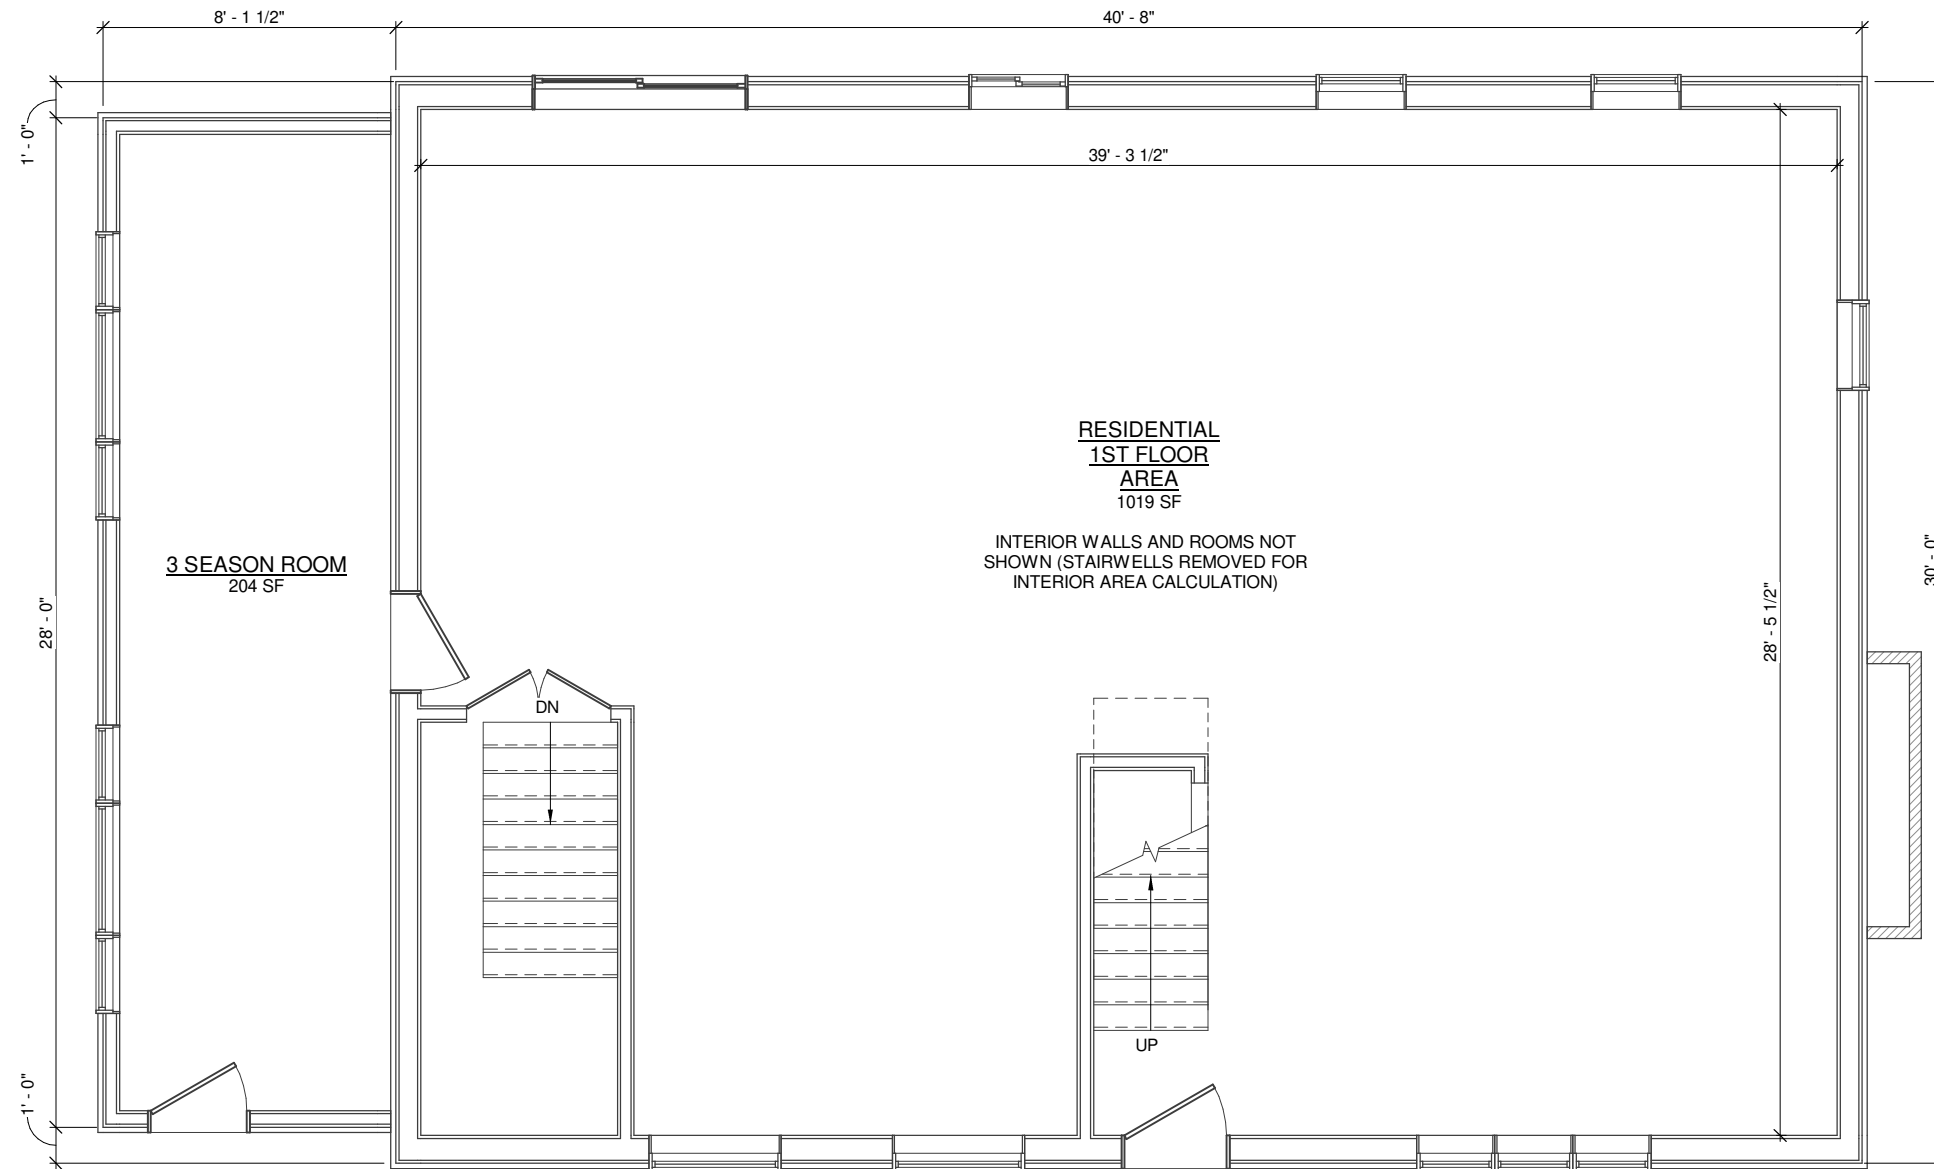 8' - 1 1/2"
40' - 8"
1' - 0"
39' - 3 1/2"
RESIDENTIAL
1ST FLOOR
AREA
1019 SF
INTERIOR WALLS AND ROOMS NOT
SHOWN (STAIRWELLS REMOVED FOR
INTERIOR AREA CALCULATION)
3 SEASON ROOM
204 SF
28' - 0"
28' - 5 1/2"
30' - 0"
DN
UP
1' - 0"